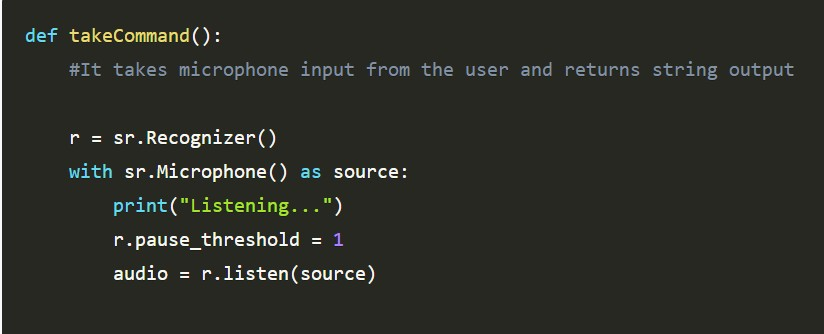 def takeCommand():
    #It takes microphone input from the user and returns string output
    r = sr.Recognizer()
    with sr.Microphone() as source:
        print("Listening...")
        r.pause_threshold = 1
        audio = r.listen(source)